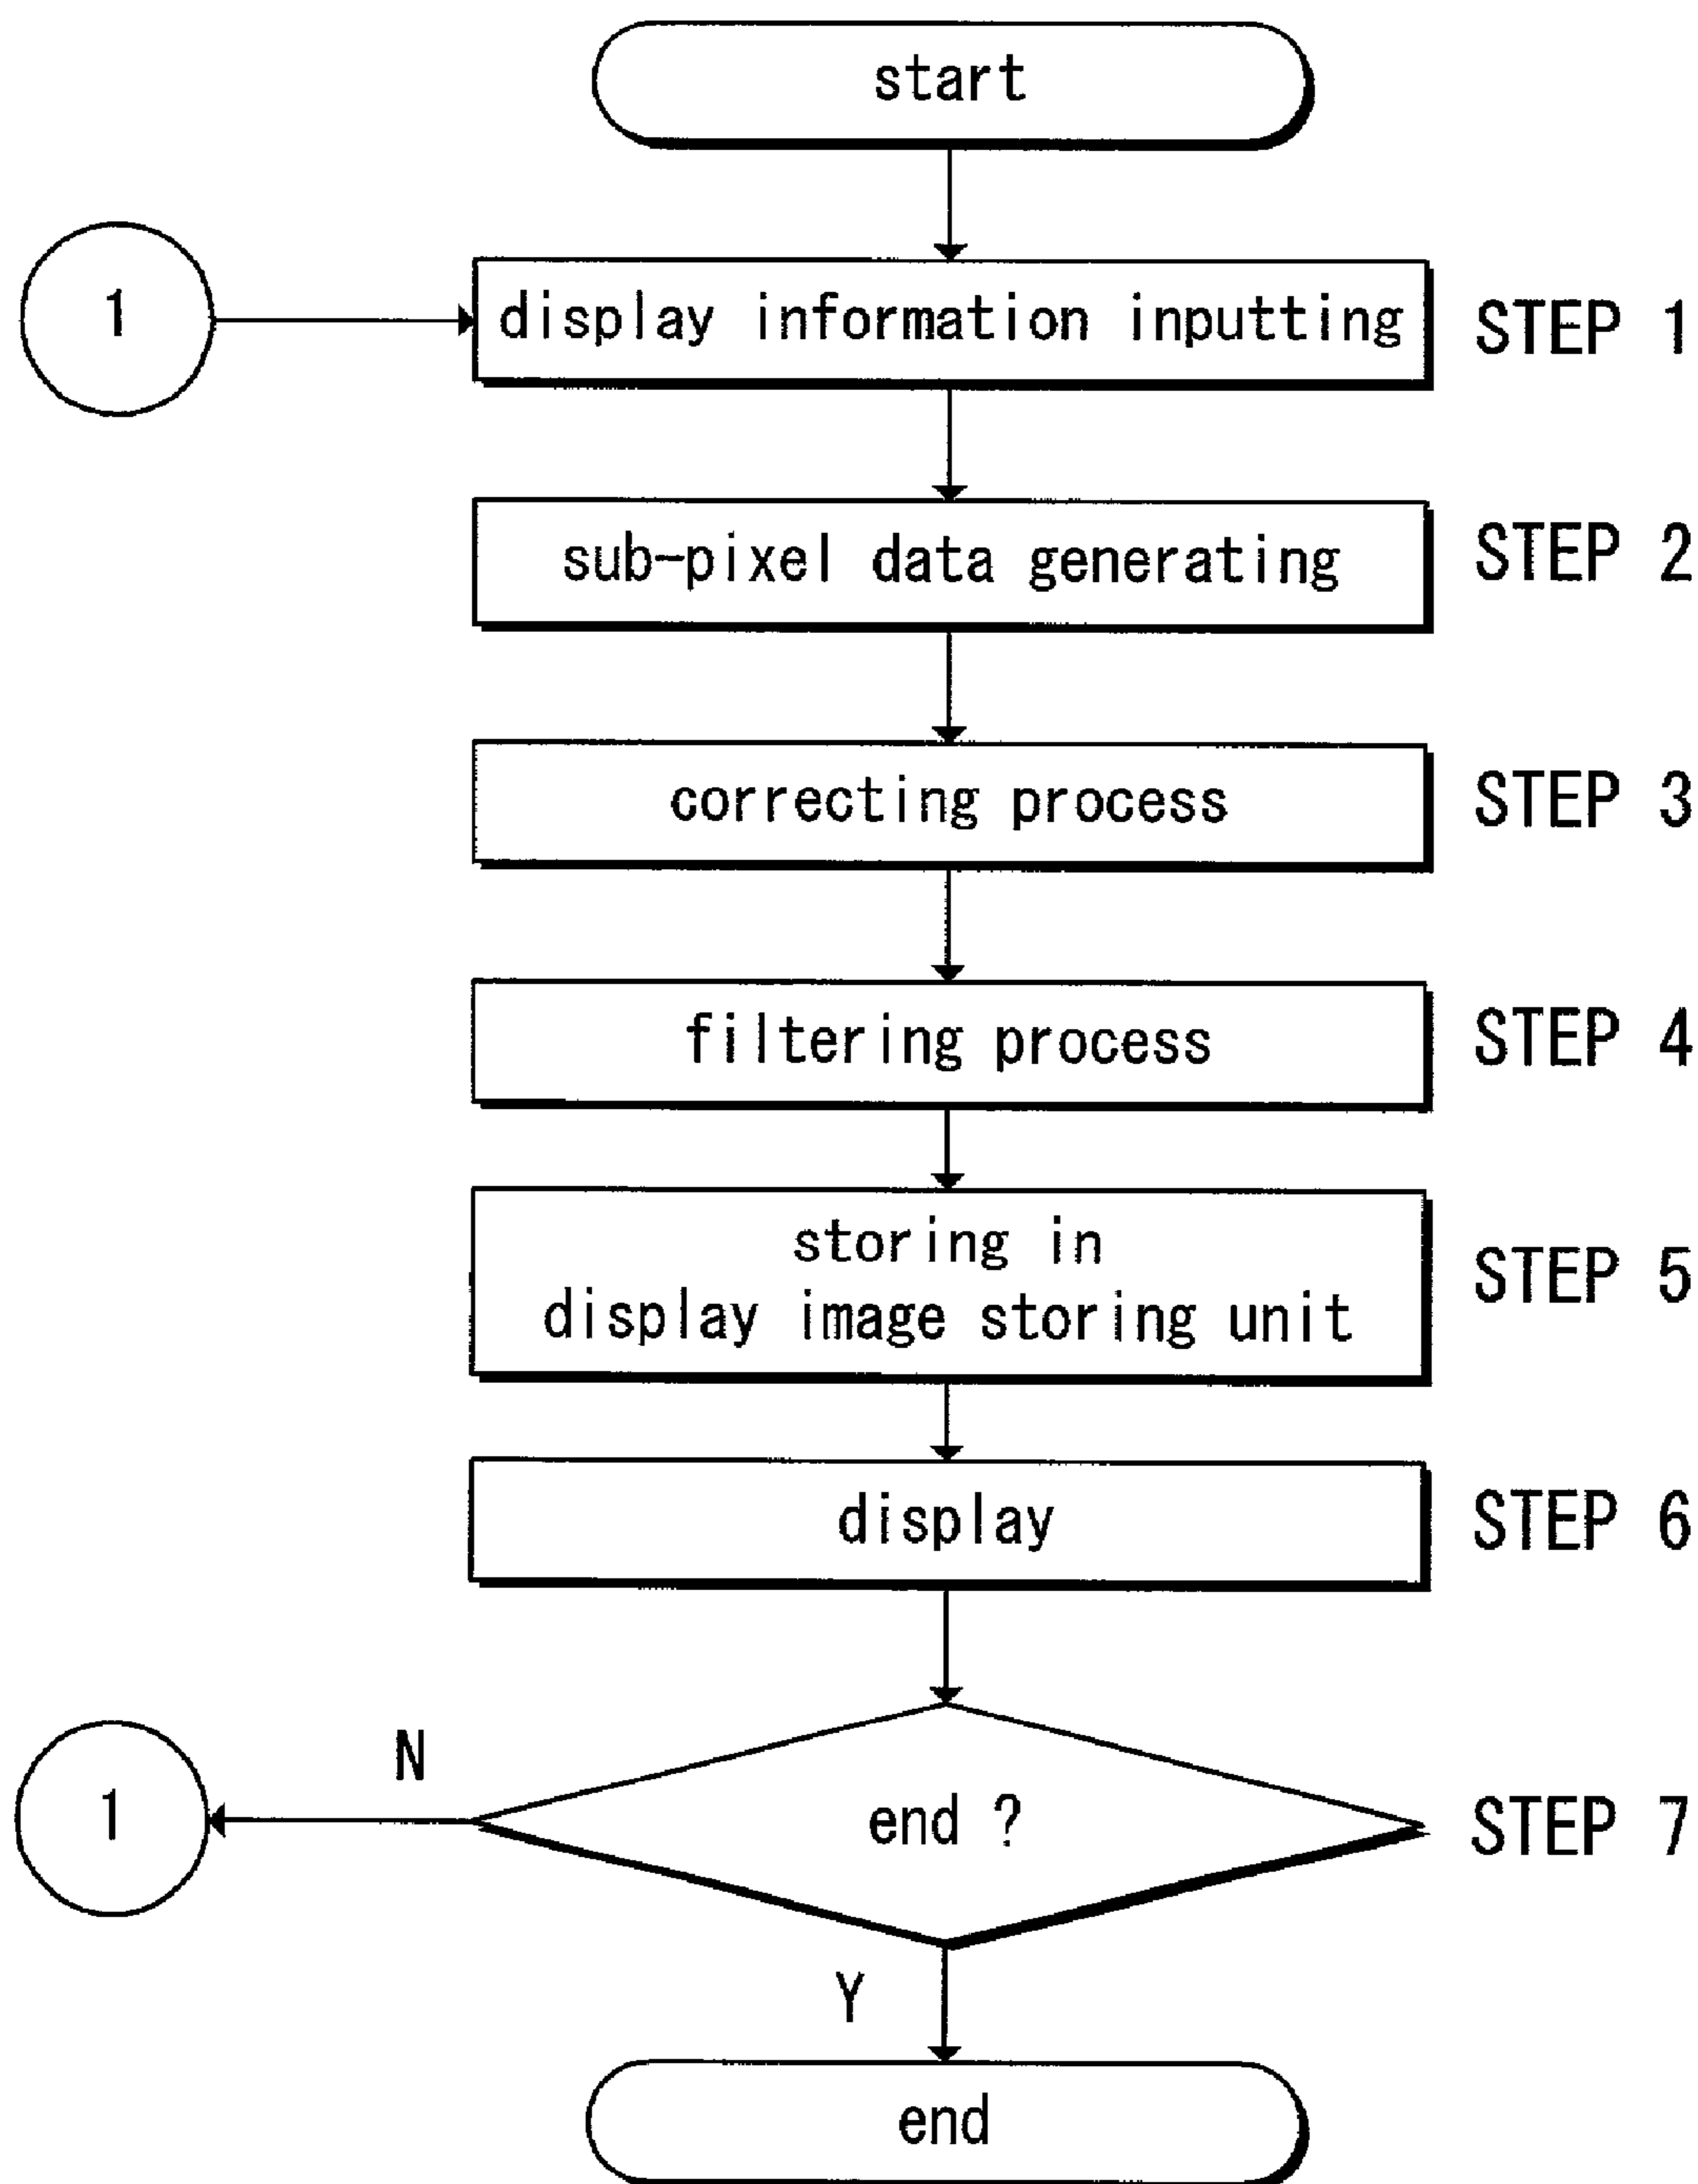 start
1
display information inputting
STEP 1
sub-pixel data generating
STEP 2
correcting process
STEP 3
filtering process
STEP 4
storing in
display image storing unit
STEP 5
display
STEP 6
N
1
end ?
STEP 7
Y
end